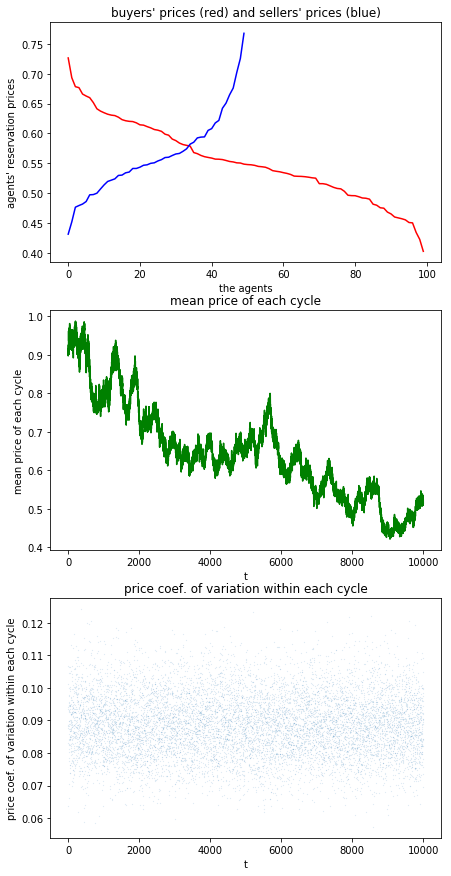 buyers' prices (red) and sellers' prices (blue)
0.75
0.70
0.65
0.60
0.55
0.50
0.45
0.40
agents' reservation prices
0 20 40 60 80 100
the agents
mean price of each cycle
1.0
0.9
0.8
0.7
0.6
0.5
0.4
mean price of each cycle
0 2000 4000 6000 8000 10000
t
price coef. of variation within each cycle
0.12
0.11
0.10
0.09
0.08
0.07
0.06
price coef. of variation within each cycle
0 2000 4000 6000 8000 10000
t